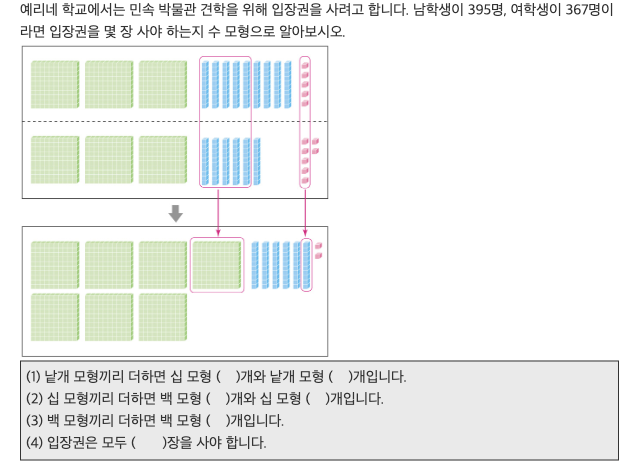 예리네 학교에서는 민속 박물관 견학을 위해 입장권을 사려고 합니다. 남학생이 395명, 여학생이 367명이
라면 입장권을 몇 장 사야 하는지 수 모형으로 알아보시오.
(1) 낱개 모형끼리 더하면 십 모형 (    )개와 낱개 모형 (    )개입니다.
(2) 십 모형끼리 더하면 백 모형 (    )개와 십 모형 (    )개입니다.
(3) 백 모형끼리 더하면 백 모형 (    )개입니다.
(4) 입장권은 모두 (        )장을 사야 합니다.